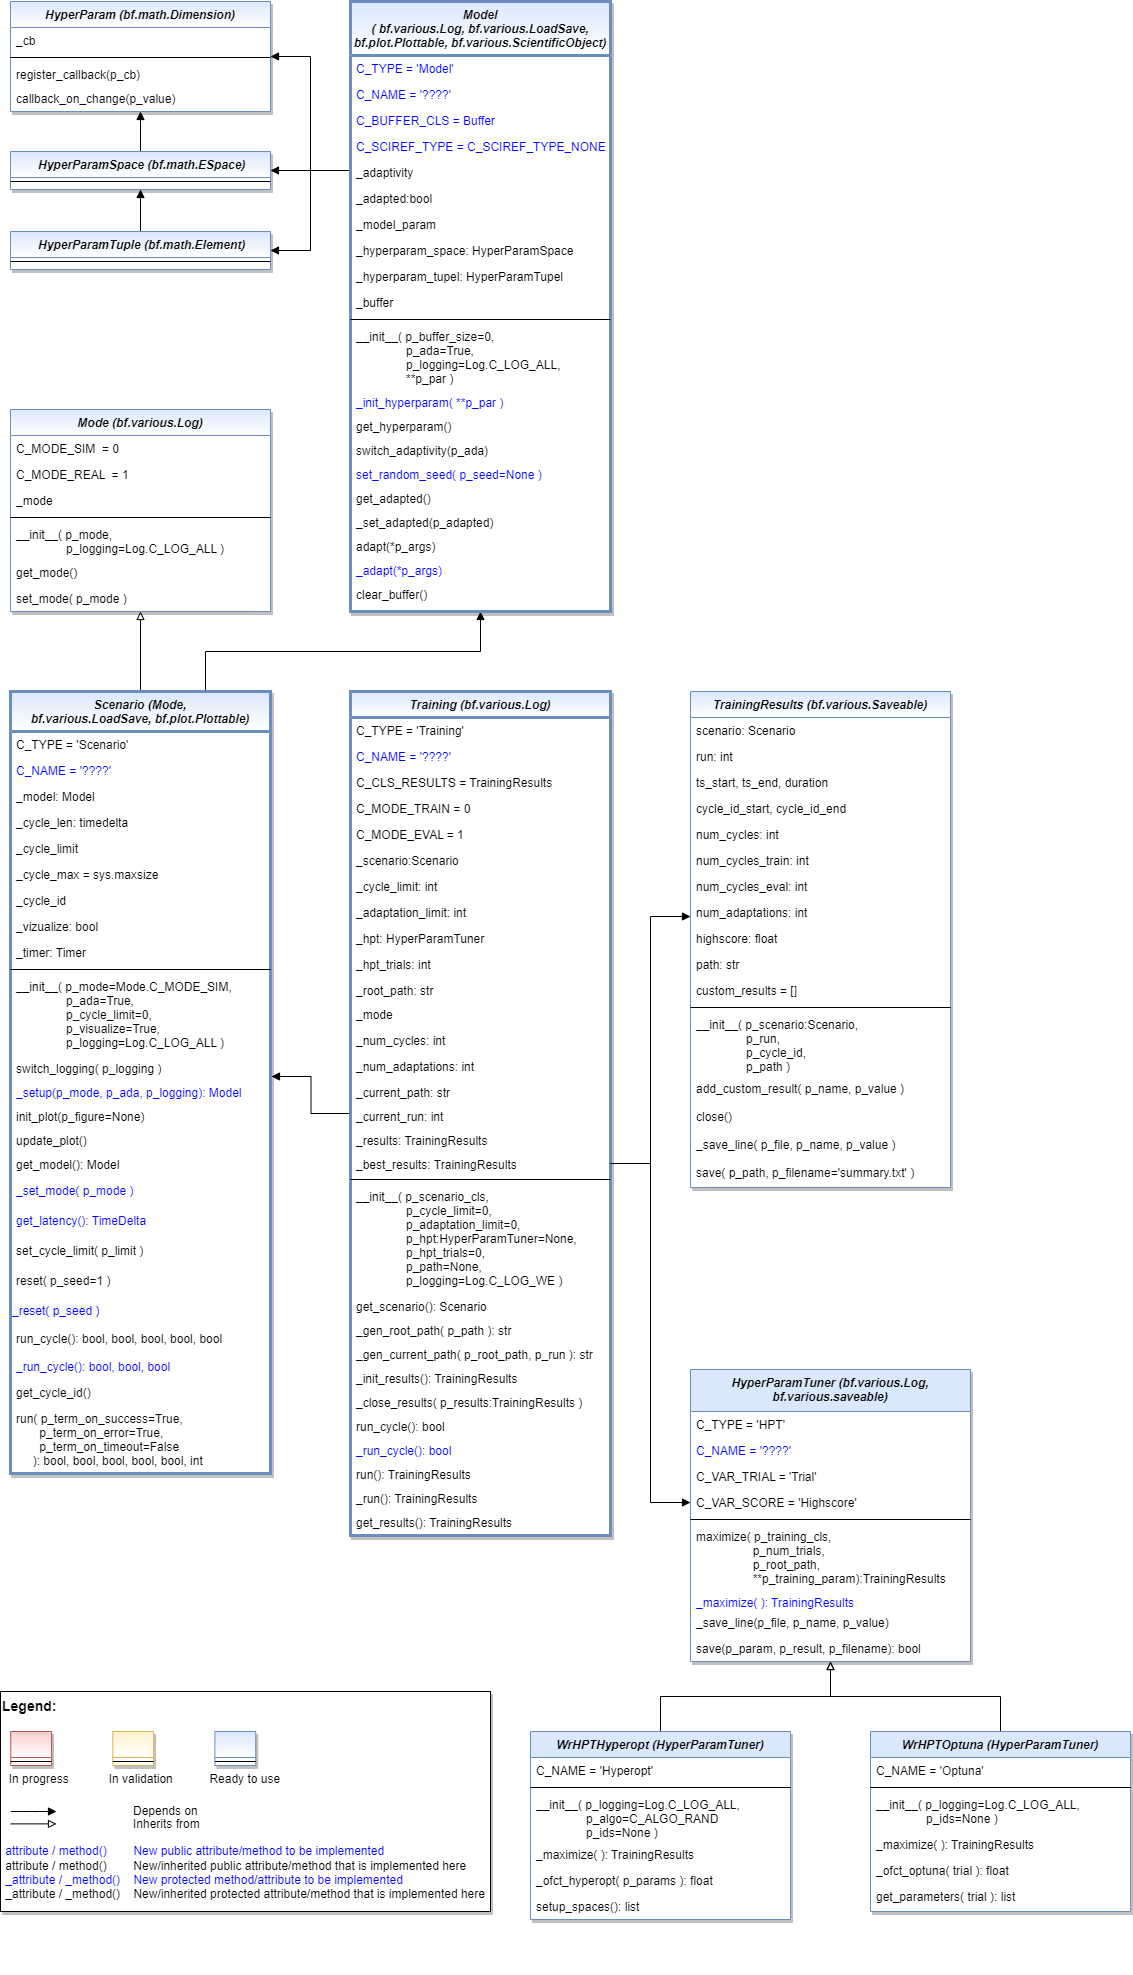 HyperParam (bf.math.Dimension)
_cb
register_callback(p_cb)
callback_on_change(p_value)
HyperParamSpace (bf.math.ESpace)
HyperParamTuple (bf.math.Element)
Model
( bf.various.Log, bf.various.LoadSave,
bf.plot.Plottable, bf.various.ScientificObject)
C_TYPE = 'Model'
C_NAME = '????'
C_BUFFER_CLS = Buffer
C_SCIREF_TYPE = C_SCIREF_TYPE_NONE
_adaptivity
_adapted:bool
_model_param
_hyperparam_space: HyperParamSpace
_hyperparam_tupel: HyperParamTupel
_buffer
__init__( p_buffer_size=0,
p_ada=True,
p_logging=Log.C_LOG_ALL,
**p_par )
_init_hyperparam( **p_par )
get_hyperparam()
switch_adaptivity(p_ada)
set_random_seed( p_seed=None )
get_adapted()
_set_adapted(p_adapted)
adapt(*p_args)
_adapt(*p_args)
clear_buffer()
Mode (bf.various.Log)
C_MODE_SIM  = 0
C_MODE_REAL  = 1
_mode
__init__( p_mode,
p_logging=Log.C_LOG_ALL )
get_mode()
set_mode( p_mode )
Scenario (Mode,
bf.various.LoadSave, bf.plot.Plottable)
C_TYPE = 'Scenario'
C_NAME = '????'
_model: Model
_cycle_len: timedelta
_cycle_limit
_cycle_max = sys.maxsize
_cycle_id
_vizualize: bool
_timer: Timer
__init__( p_mode=Mode.C_MODE_SIM,
p_ada=True,
p_cycle_limit=0,
p_visualize=True,
p_logging=Log.C_LOG_ALL )
switch_logging( p_logging )
_setup(p_mode, p_ada, p_logging): Model
init_plot(p_figure=None)
update_plot()
get_model(): Model
_set_mode( p_mode )
get_latency(): TimeDelta
set_cycle_limit( p_limit )
reset( p_seed=1 )
_reset( p_seed )
run_cycle(): bool, bool, bool, bool, bool
_run_cycle(): bool, bool, bool
get_cycle_id()
run( p_term_on_success=True,
p_term_on_error=True,
p_term_on_timeout=False
): bool, bool, bool, bool, bool, int
Training (bf.various.Log)
C_TYPE = 'Training'
C_NAME = '????'
C_CLS_RESULTS = TrainingResults
C_MODE_TRAIN = 0
C_MODE_EVAL = 1
_scenario:Scenario
_cycle_limit: int
_adaptation_limit: int
_hpt: HyperParamTuner
_hpt_trials: int
_root_path: str
_mode
_num_cycles: int
_num_adaptations: int
_current_path: str
_current_run: int
_results: TrainingResults
_best_results: TrainingResults
__init__( p_scenario_cls,
p_cycle_limit=0,
p_adaptation_limit=0,
p_hpt:HyperParamTuner=None,
p_hpt_trials=0,
p_path=None,
p_logging=Log.C_LOG_WE )
get_scenario(): Scenario
_gen_root_path( p_path ): str
_gen_current_path( p_root_path, p_run ): str
_init_results(): TrainingResults
_close_results( p_results:TrainingResults )
run_cycle(): bool
_run_cycle(): bool
run(): TrainingResults
_run(): TrainingResults
get_results(): TrainingResults
TrainingResults (bf.various.Saveable)
scenario: Scenario
run: int
ts_start, ts_end, duration
cycle_id_start, cycle_id_end
num_cycles: int
num_cycles_train: int
num_cycles_eval: int
num_adaptations: int
highscore: float
path: str
custom_results = []
__init__( p_scenario:Scenario,
p_run,
p_cycle_id,
p_path )
add_custom_result( p_name, p_value )
close()
_save_line( p_file, p_name, p_value )
save( p_path, p_filename='summary.txt' )
HyperParamTuner (bf.various.Log,
bf.various.saveable)
C_TYPE = 'HPT'
C_NAME = '????'
C_VAR_TRIAL = 'Trial'
C_VAR_SCORE = 'Highscore'
maximize( p_training_cls,
p_num_trials,
p_root_path,
**p_training_param):TrainingResults
_maximize( ): TrainingResults
_save_line(p_file, p_name, p_value)
save(p_param, p_result, p_filename): bool
WrHPTHyperopt (HyperParamTuner)
C_NAME = 'Hyperopt'
__init__( p_logging=Log.C_LOG_ALL,
p_algo=C_ALGO_RAND
p_ids=None )
_maximize( ): TrainingResults
_ofct_hyperopt( p_params ): float
setup_spaces(): list
WrHPTOptuna (HyperParamTuner)
C_NAME = 'Optuna'
__init__( p_logging=Log.C_LOG_ALL,
p_ids=None )
_maximize( ): TrainingResults
_ofct_optuna( trial ): float
get_parameters( trial ): list
Legend:
In progress
In validation
Ready to use
Depends on
Inherits from
attribute / method() New public attribute/method to be implemented
attribute / method() New/inherited public attribute/method that is implemented here
_attribute / _method() New protected method/attribute to be implemented
_attribute / _method() New/inherited protected attribute/method that is implemented here